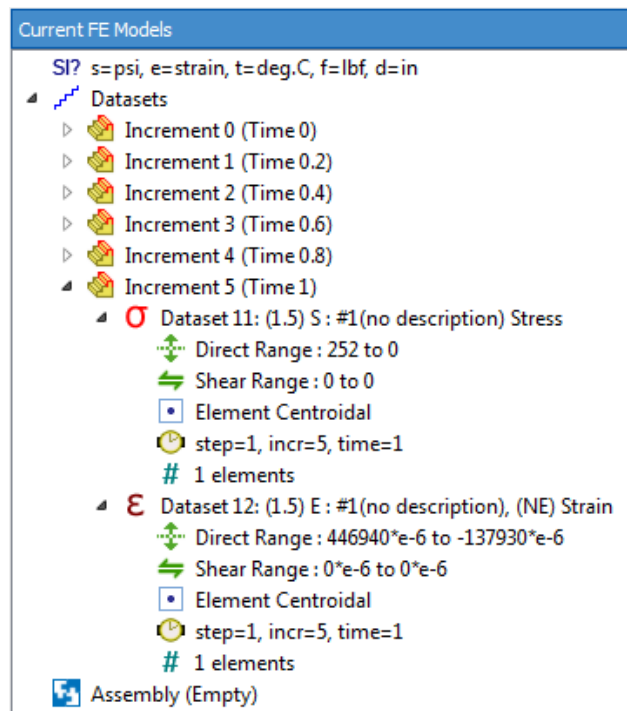 Current FE Models
SI? s=psi, e=strain, t=deg.C, f=lbf, d=in
Datasets
Increment 0 (Time 0)
Increment 1 (Time 0.2)
Increment 2 (Time 0.4)
Increment 3 (Time 0.6)
Increment 4 (Time 0.8)
Increment 5 (Time 1)
σ Dataset 11: (1.5) S : #1(no description) Stress
Direct Range : 252 to 0
Shear Range : 0 to 0
Element Centroidal
step=1, incr=5, time=1
# 1 elements
ε Dataset 12: (1.5) E : #1(no description), (NE) Strain
Direct Range : 446940*e-6 to -137930*e-6
Shear Range : 0*e-6 to 0*e-6
Element Centroidal
step=1, incr=5, time=1
# 1 elements
Assembly (Empty)